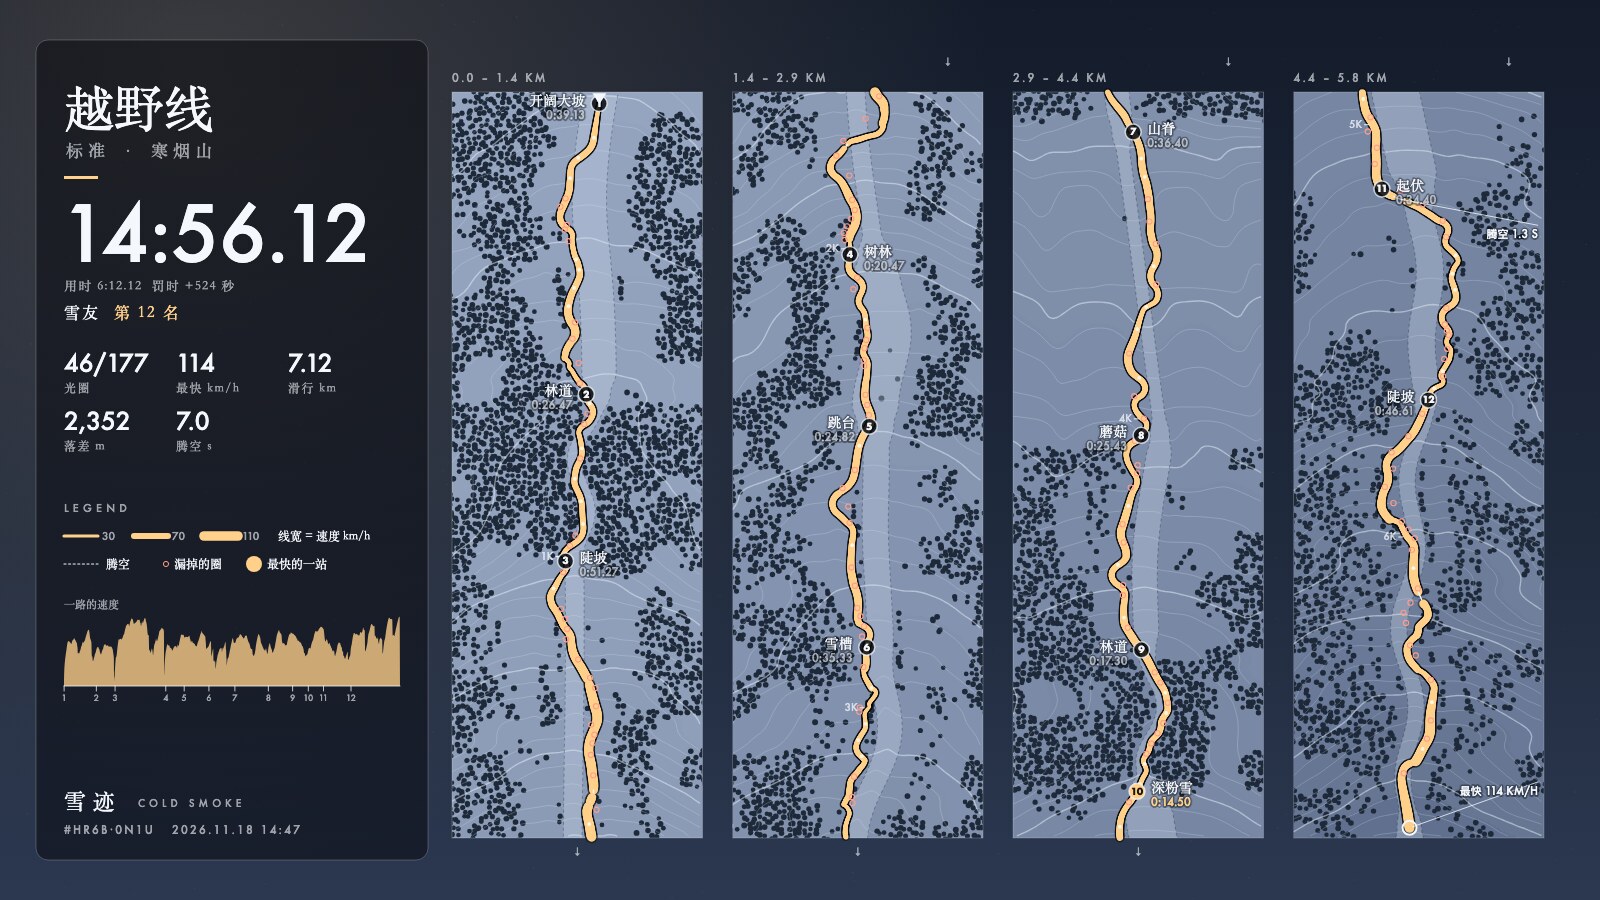 越野线
标准 · 寒烟山
14:56.12
用时 6:12.12 罚时 +524 秒
雪友 第 12 名
46/177 114 7.12
光圈 最快 km/h 滑行 km
2,352 7.0
落差 m 腾空 s
LEGEND
30 70 110 线宽 = 速度 km/h
腾空 漏掉的圈 最快的一站
一路的速度
1 2 3 4 5 6 7 8 9 10 11 12
雪迹 COLD SMOKE
#HR6B·0N1U 2026.11.18 14:47
0.0 – 1.4 KM
开阔大坡
0:39.13
林道 2
0:26.47
1K
3 陡坡
0:51.27
↓
↓
1.4 – 2.9 KM
2K
4 树林
0:20.47
跳台 5
0:24.82
雪槽 6
0:35.33
3K
↓
↓
2.9 – 4.4 KM
7 山脊
0:36.40
4K
蘑菇 8
0:25.43
林道 9
0:17.30
10 深粉雪
0:14.50
↓
↓
4.4 – 5.8 KM
5K
11 起伏
0:34.40
腾空 1.3 S
陡坡 12
0:46.61
6K
最快 114 KM/H